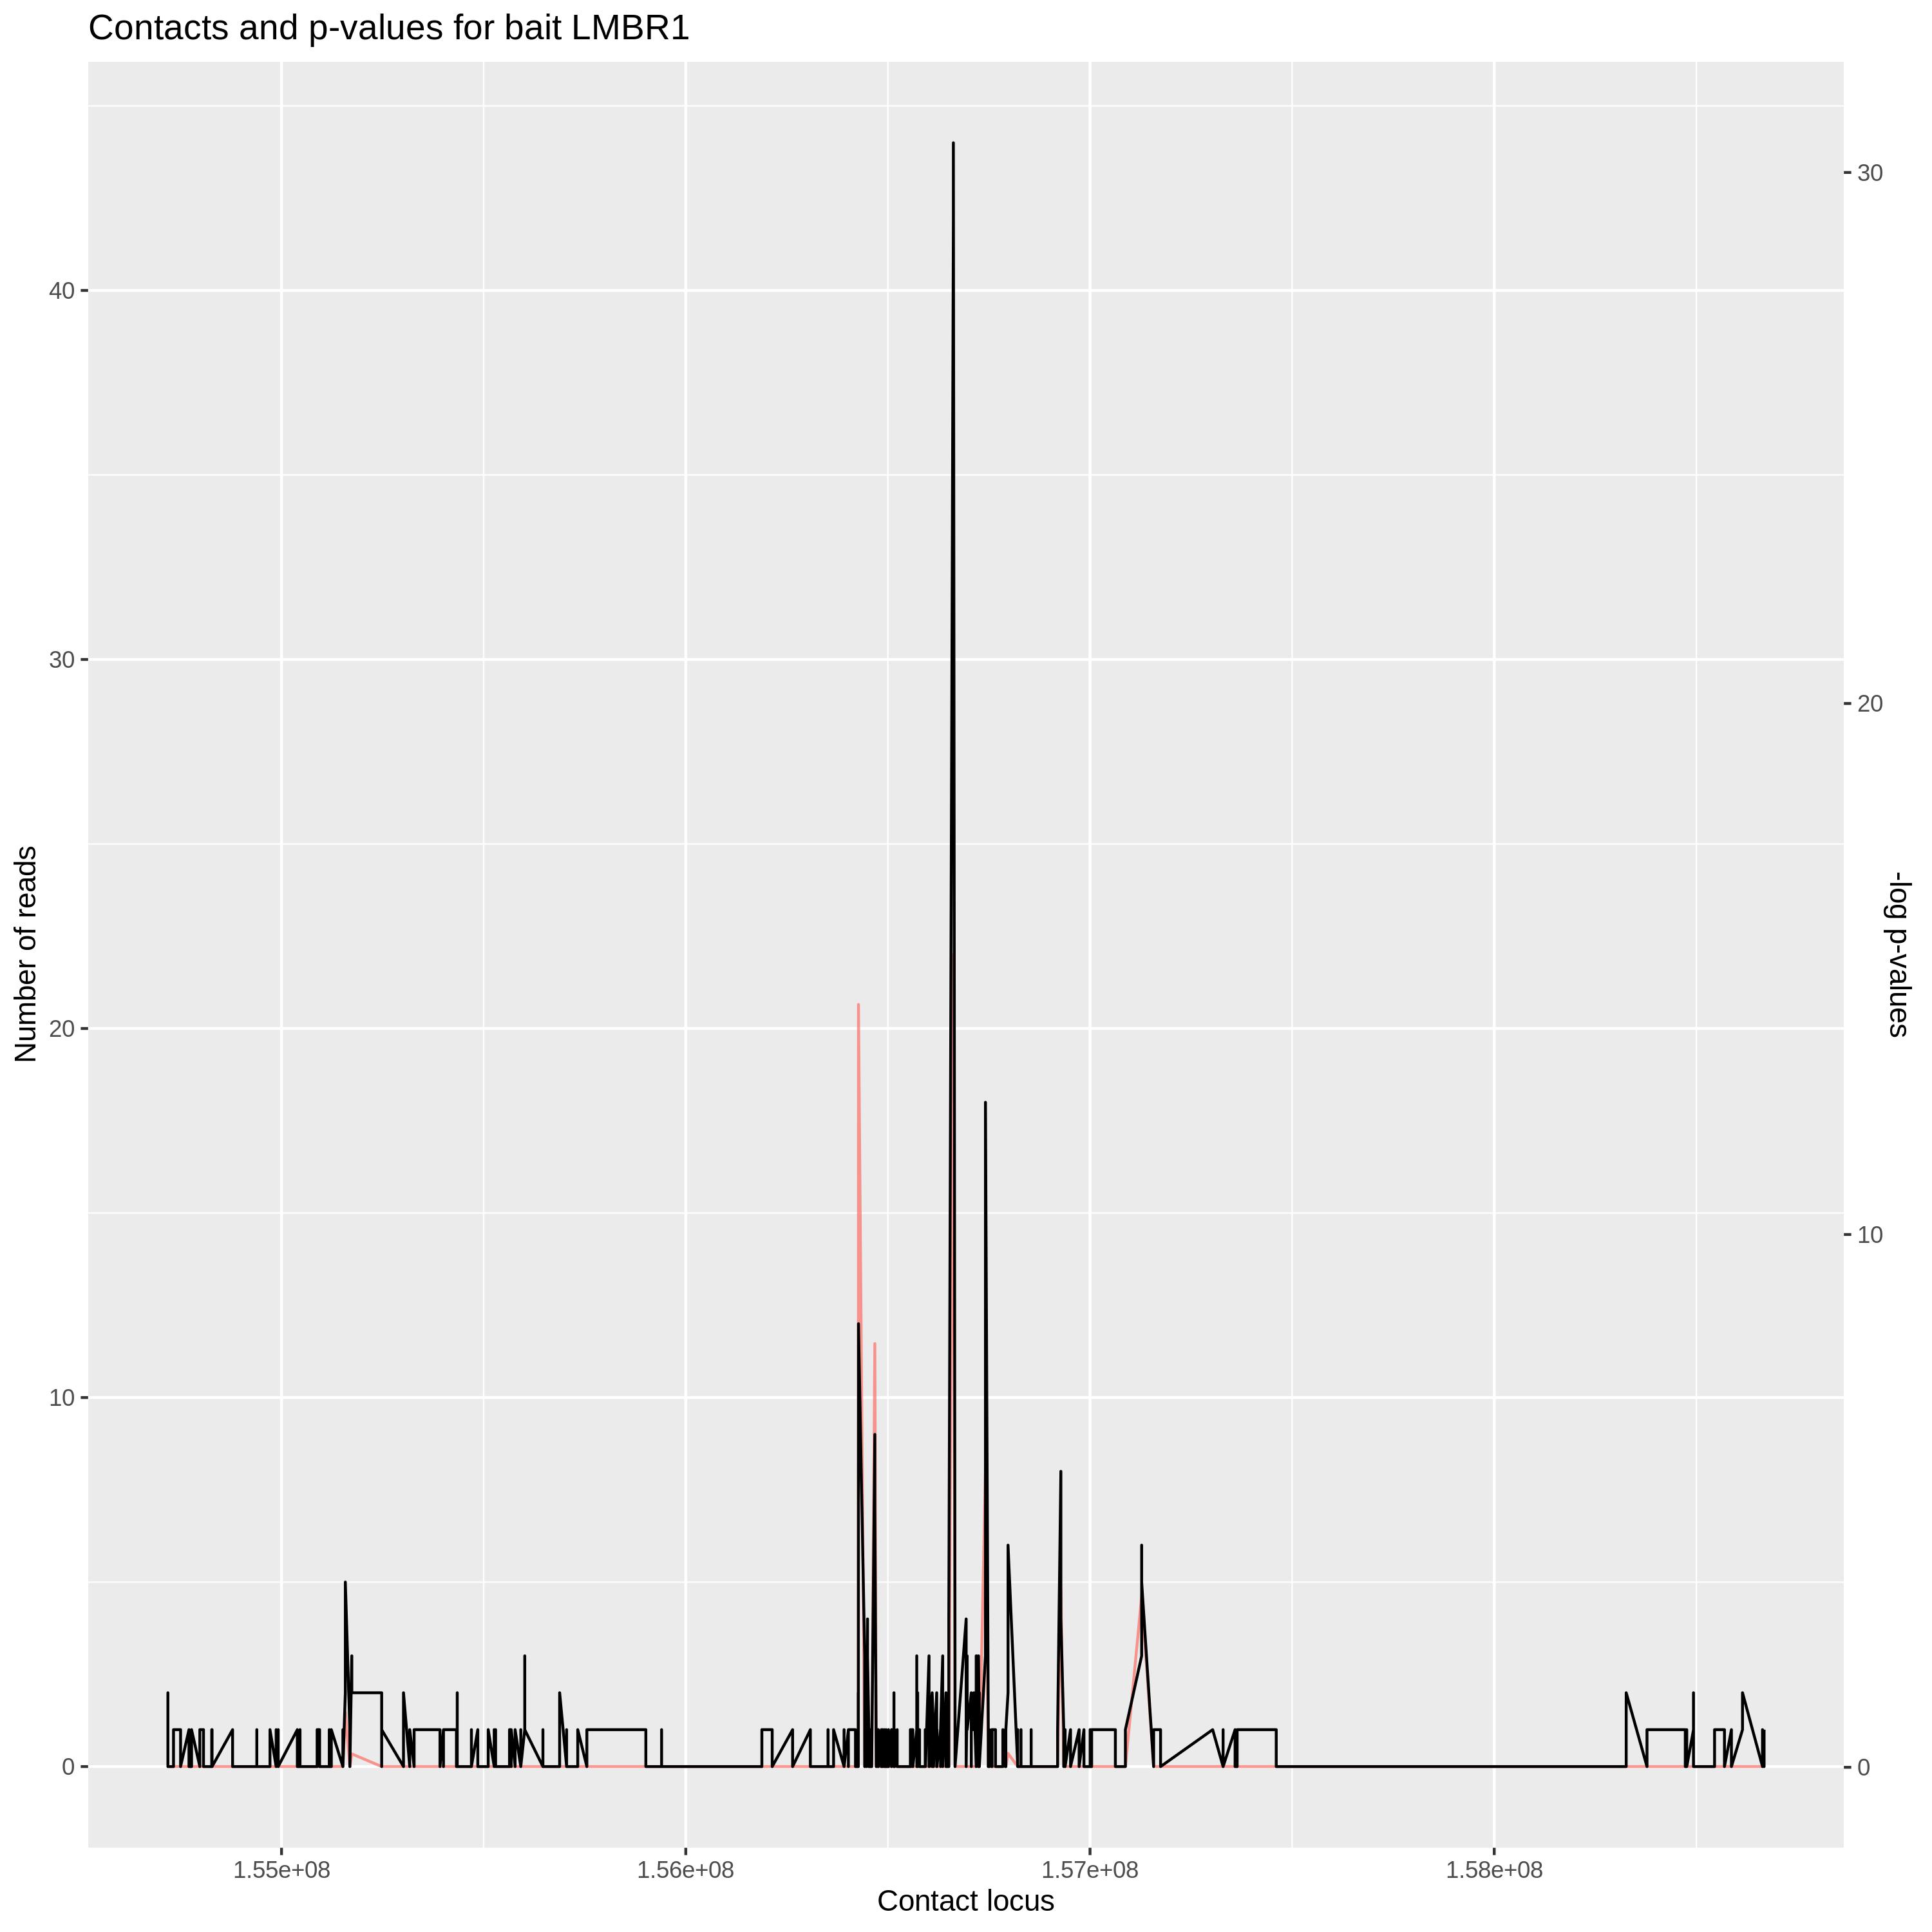 Contacts and p-values for bait LMBR1
Number of reads
40
30
20
10
0
30
20
10
0
-log p-values
1.55e+08
1.56e+08
1.57e+08
1.58e+08
Contact locus